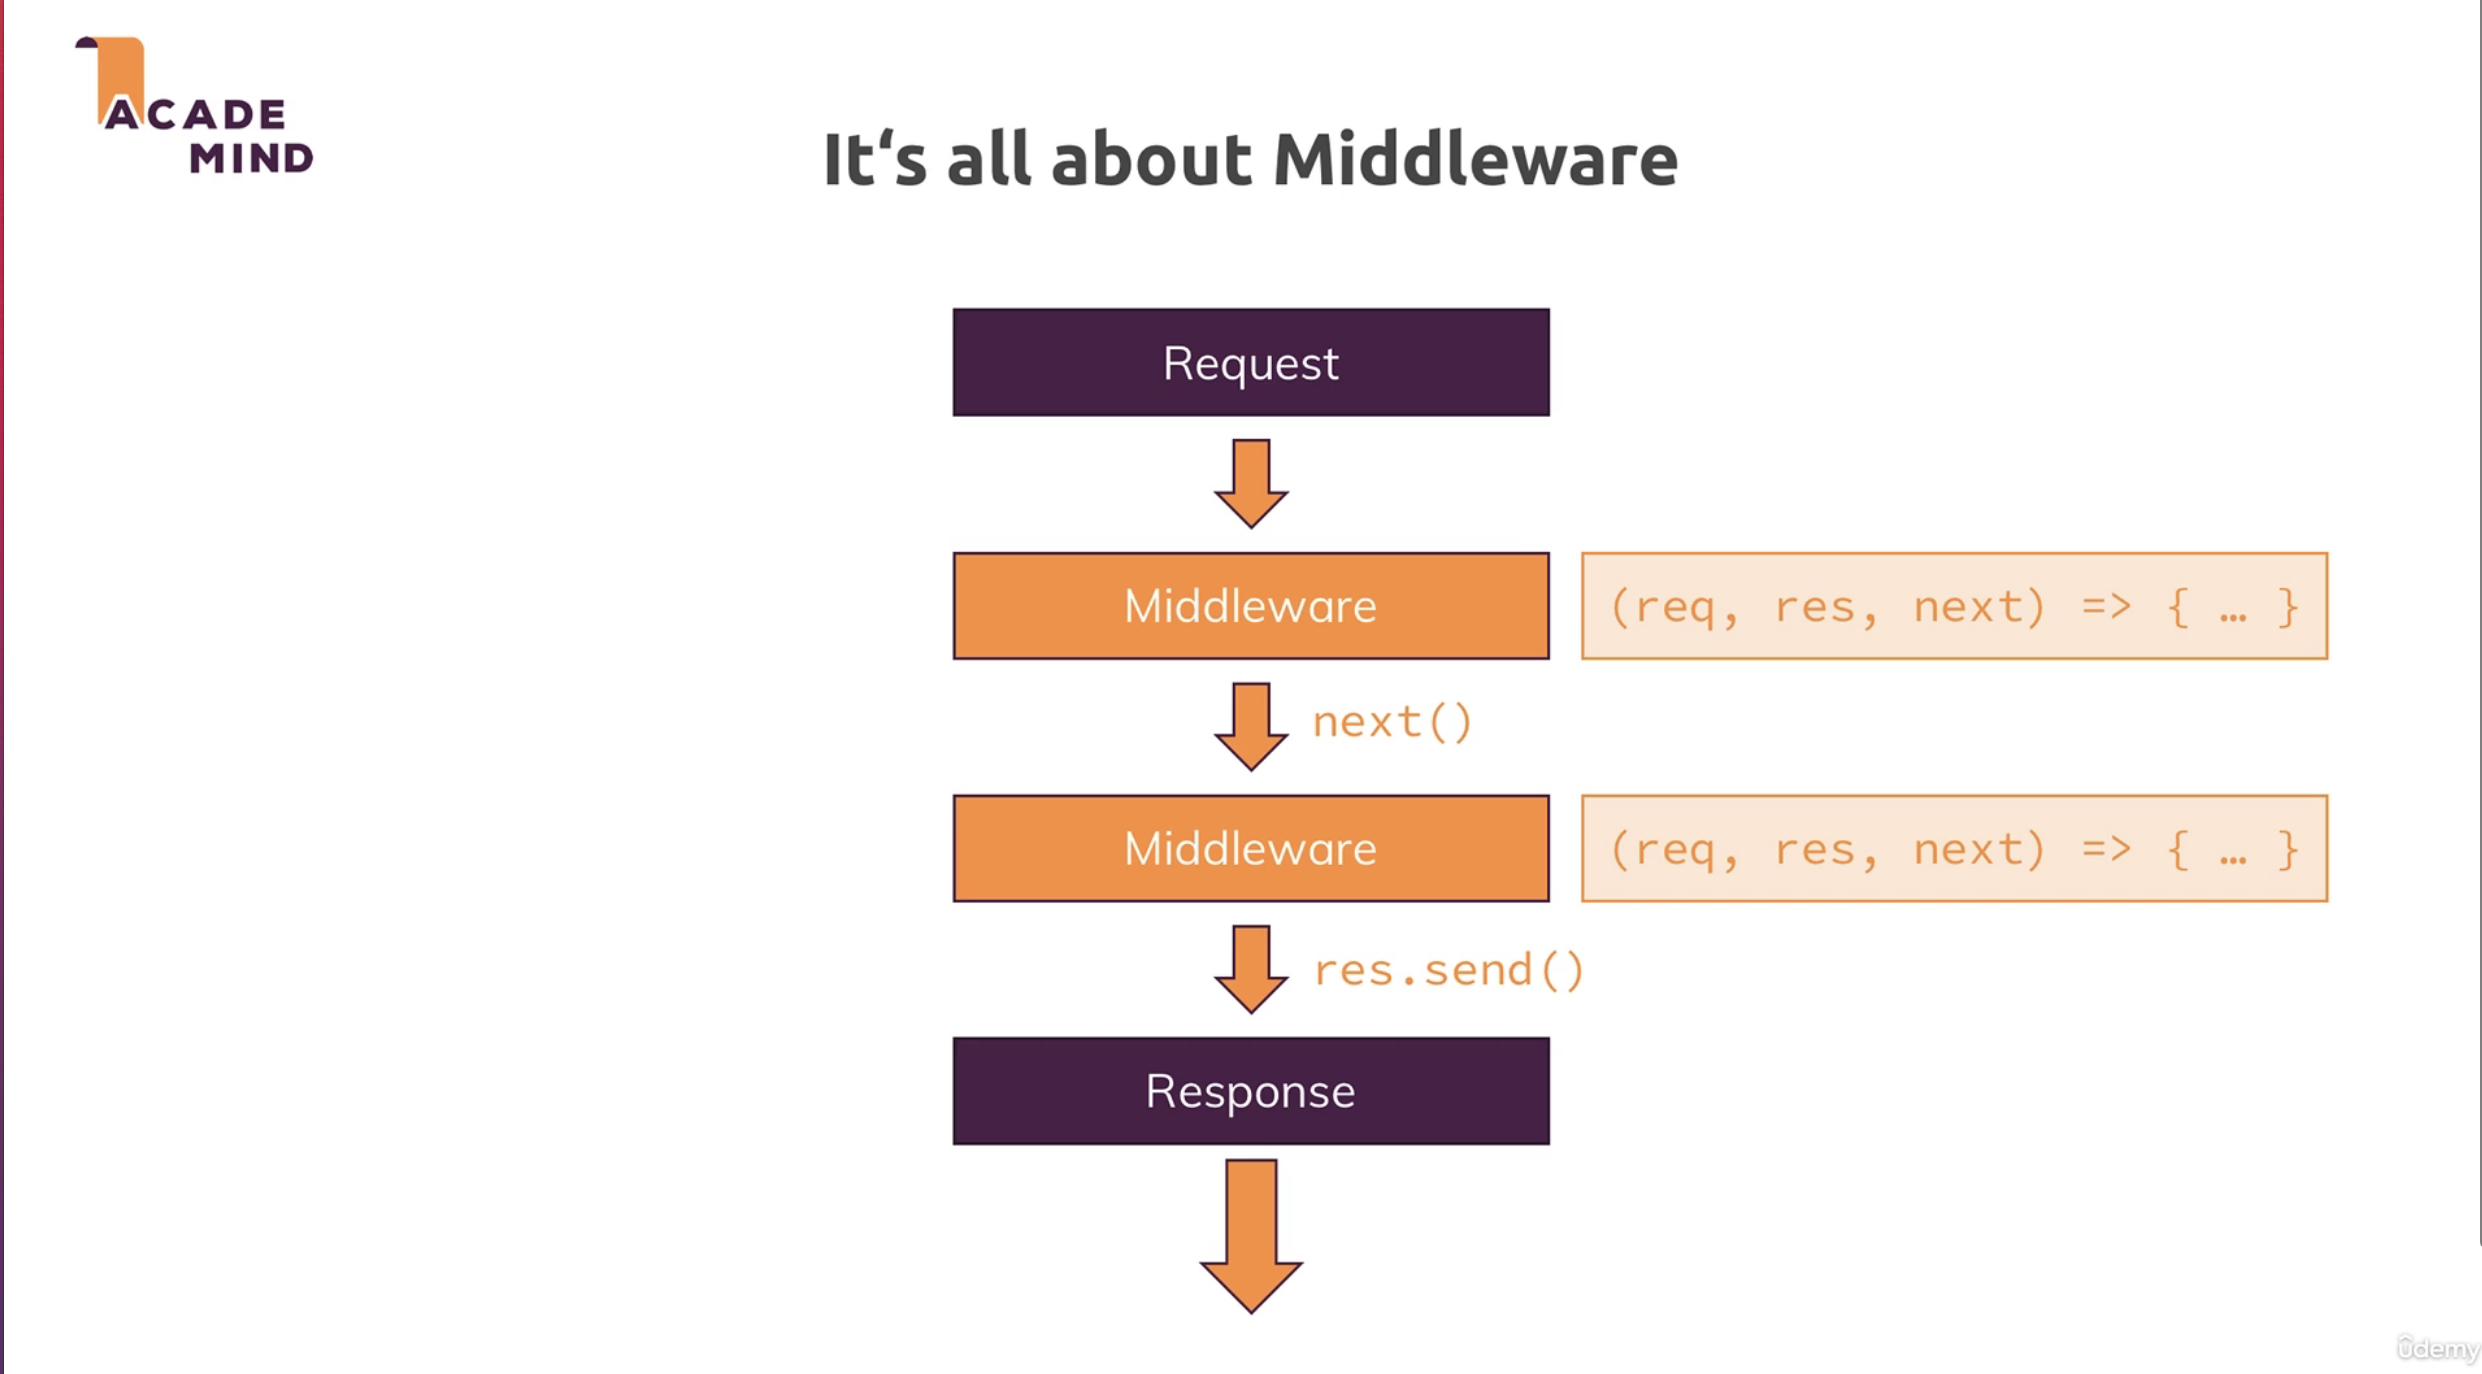 ACADE
MIND
It‘s all about Middleware
Request
Middleware
(req, res, next) => { … }
next()
Middleware
(req, res, next) => { … }
res.send()
Response
ûdemy